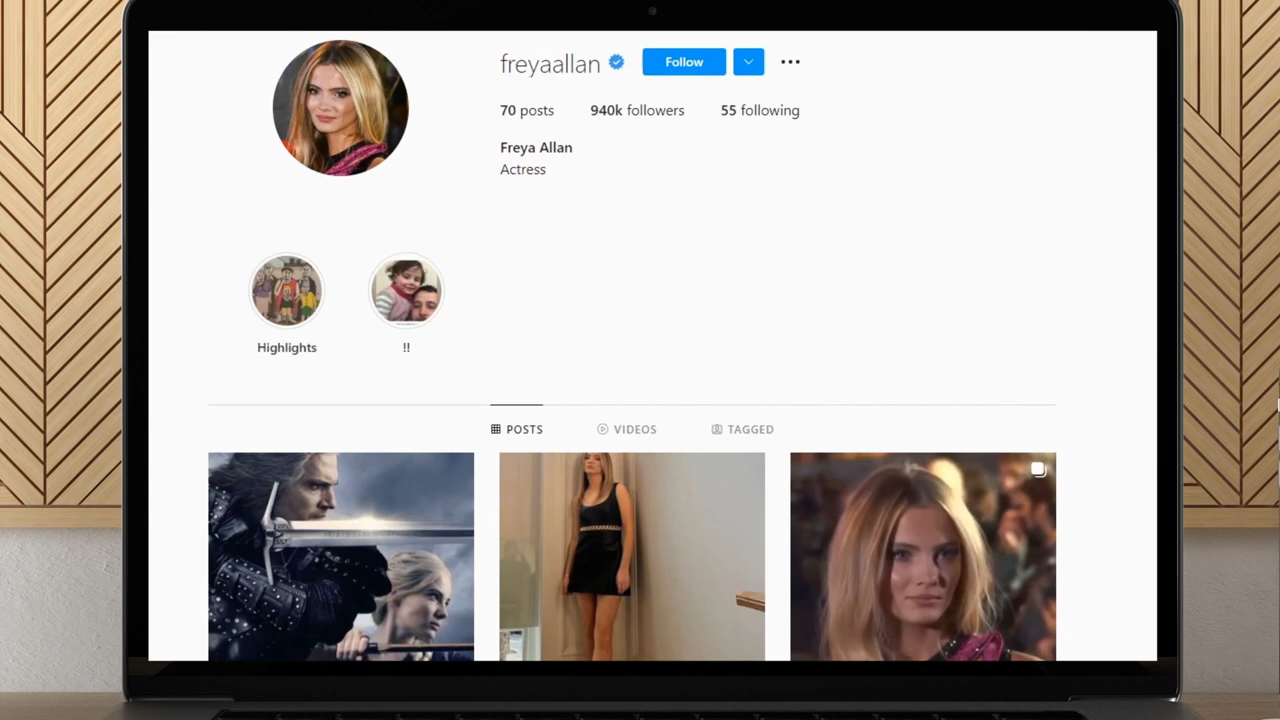 freyaallan Follow
70 posts 940k followers 55 following
Freya Allan
Actress
Highlights !!
POSTS VIDEOS TAGGED